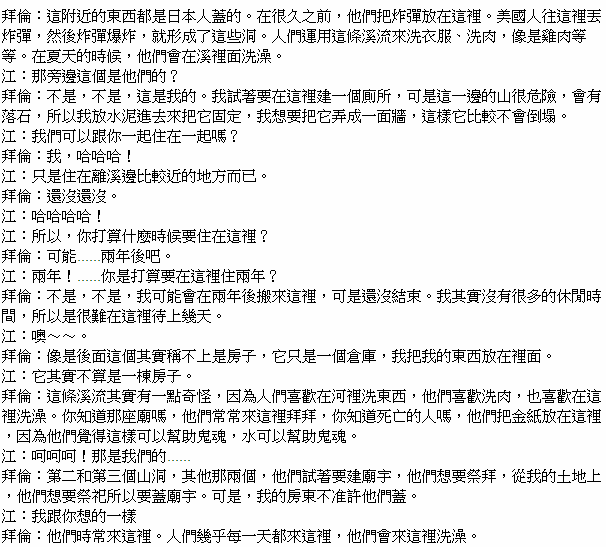 拜倫：這附近的東西都是日本人蓋的。在很久之前，他們把炸彈放在這裡。美國人往這裡丟
炸彈，然後炸彈爆炸，就形成了這些洞。人們運用這條溪流來洗衣服、洗肉，像是雞肉等
等。在夏天的時候，他們會在溪裡面洗澡。
江：那旁邊這個是他們的？
拜倫：不是，不是，這是我的。我試著要在這裡建一個廁所，可是這一邊的山很危險，會有
落石，所以我放水泥進去來把它固定，我想要把它弄成一面牆，這樣它比較不會倒塌。
江：我們可以跟你一起住在一起嗎？
拜倫：我，哈哈哈！
江：只是住在離溪邊比較近的地方而已。
拜倫：還沒還沒。
江：哈哈哈哈！
江：所以，你打算什麼時候要住在這裡？
拜倫：可能......兩年後吧。
江：兩年！......你是打算要在這裡住兩年？
拜倫：不是，不是，我可能會在兩年後搬來這裡，可是還沒結束。我其實沒有很多的休閒時
間，所以是很難在這裡待上幾天。
江：噢～～。
拜倫：像是後面這個其實稱不上是房子，它只是一個倉庫，我把我的東西放在裡面。
江：它其實不算是一棟房子。
拜倫：這條溪流其實有一點奇怪，因為人們喜歡在河裡洗東西，他們喜歡洗肉，也喜歡在這
裡洗澡。你知道那座廟嗎，他們常常來這裡拜拜，你知道死亡的人嗎，他們把金紙放在這裡
，因為他們覺得這樣可以幫助鬼魂，水可以幫助鬼魂。
江：呵呵呵！那是我們的......
拜倫：第二和第三個山洞，其他那兩個，他們試著要建廟宇，他們想要祭拜，從我的土地上
，他們想要祭祀所以要蓋廟宇。可是，我的房東不准許他們蓋。
江：我跟你想的一樣
拜倫：他們時常來這裡。人們幾乎每一天都來這裡，他們會來這裡洗澡。